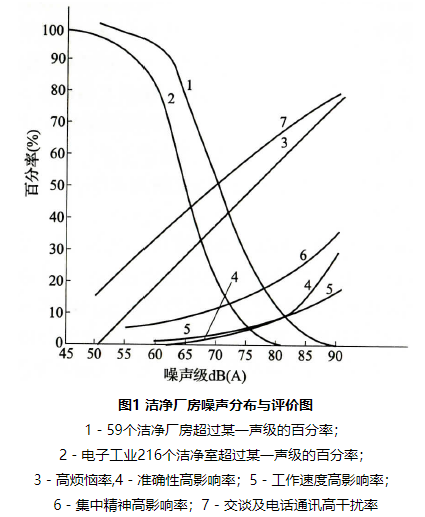 100
90
80
70
60
50
40
30
20
10
0
百分率(%)
1
2
7
3
6
4
4
5
5
45 50 55 60 65 70 75 80 85 90
噪声级dB(A)
图1 洁净厂房噪声分布与评价图
1－59个洁净厂房超过某一声级的百分率；
2－电子工业216个洁净室超过某一声级的百分率；
3－高烦恼率,4－准确性高影响率；5－工作速度高影响率；
6－集中精神高影响率；7－交谈及电话通讯高干扰率